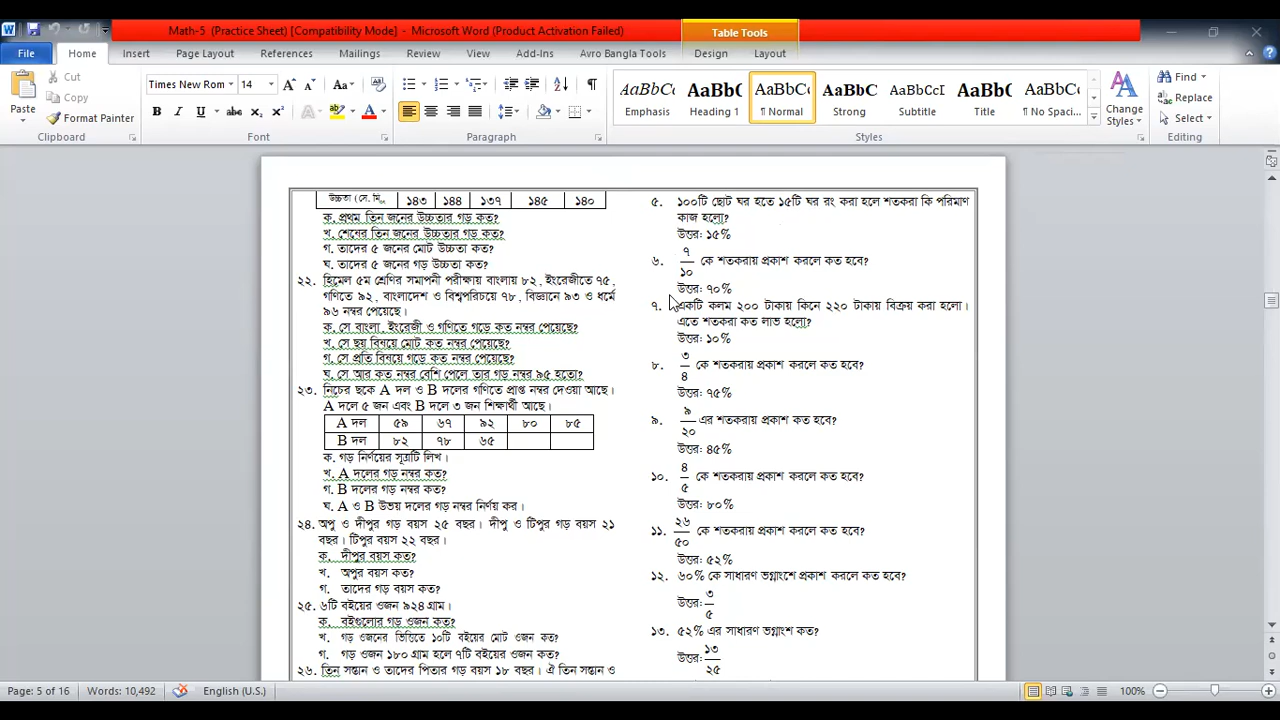 Math-5 (Practice Sheet) [Compatibility Mode] - Microsoft Word (Product Activation Failed)
Table Tools
File Home Insert Page Layout References Mailings Review View Add-Ins Avro Bangla Tools Design Layout
Paste
Cut
Copy
Format Painter
Clipboard
Times New Rom 14
Font
Paragraph
AaBbCc AaBbC AaBbCc AaBbC AaBbCcI AaBbC AaBbCc
Emphasis Heading 1 ¶ Normal Strong Subtitle Title ¶ No Spaci...
Styles
Change Styles
Find
Replace
Select
Editing
উচ্চতা (সে. মি. ১৪৩ ১৪৪ ১৩৭ ১৪৫ ১৪০
ক. প্রথম তিন জনের উচ্চতার গড় কত?
খ. শেষের তিন জনের উচ্চতার গড় কত?
গ. তাদের ৫ জনের মোট উচ্চতা কত?
ঘ. তাদের ৫ জনের গড় উচ্চতা কত?
২২. হিমেল ৫ম শ্রেণির সমাপনী পরীক্ষায় বাংলায় ৮২, ইংরেজীতে ৭৫,
গণিতে ৯২, বাংলাদেশ ও বিশ্বপরিচয়ে ৭৮, বিজ্ঞানে ৯৩ ও ধর্মে
৯৬ নম্বর পেয়েছে।
ক. সে বাংলা, ইংরেজী ও গণিতে গড়ে কত নম্বর পেয়েছে?
খ. সে ছয় বিষয়ে মোট কত নম্বর পেয়েছে?
গ. সে প্রতি বিষয়ে গড়ে কত নম্বর পেয়েছে?
ঘ. সে আর কত নম্বর বেশি পেলে তার গড় নম্বর ৯৫ হতো?
২৩. নিচের ছকে A দল ও B দলের গণিতে প্রাপ্ত নম্বর দেওয়া আছে।
A দলে ৫ জন এবং B দলে ৩ জন শিক্ষার্থী আছে।
A দল ৫৯ ৬৭ ৯২ ৮০ ৮৫
B দল ৮২ ৭৮ ৬৫
ক. গড় নির্ণয়ের সূত্রটি লিখ।
খ. A দলের গড় নম্বর কত?
গ. B দলের গড় নম্বর কত?
ঘ. A ও B উভয় দলের গড় নম্বর নির্ণয় কর।
২৪. অপু ও দীপুর গড় বয়স ২৫ বছর। দীপু ও টিপুর গড় বয়স ২১
বছর। টিপুর বয়স ২২ বছর।
ক. দীপুর বয়স কত?
খ. অপুর বয়স কত?
গ. তাদের গড় বয়স কত?
২৫. ৬টি বইয়ের ওজন ৯২৪ গ্রাম।
ক. বইগুলোর গড় ওজন কত?
খ. গড় ওজনের ভিত্তিতে ১০টি বইয়ের মোট ওজন কত?
গ. গড় ওজন ১৮০ গ্রাম হলে ৭টি বইয়ের ওজন কত?
২৬. তিন সন্তান ও তাদের পিতার গড় বয়স ১৮ বছর। ঐ তিন সন্তান ও
৫. ১০০টি ছোট ঘর হতে ১৫টি ঘর রং করা হলে শতকরা কি পরিমাণ
কাজ হলো?
উত্তর: ১৫%
৬. ৭/১০ কে শতকরায় প্রকাশ করলে কত হবে?
উত্তর: ৭০%
৭. একটি কলম ২০০ টাকায় কিনে ২২০ টাকায় বিক্রয় করা হলো।
এতে শতকরা কত লাভ হলো?
উত্তর: ১০%
৮. ৩/৪ কে শতকরায় প্রকাশ করলে কত হবে?
উত্তর: ৭৫%
৯. ৯/২০ এর শতকরায় প্রকাশ কত হবে?
উত্তর: ৪৫%
১০. ৪/৫ কে শতকরায় প্রকাশ করলে কত হবে?
উত্তর: ৮০%
১১. ২৬/৫০ কে শতকরায় প্রকাশ করলে কত হবে?
উত্তর: ৫২%
১২. ৬০% কে সাধারণ ভগ্নাংশে প্রকাশ করলে কত হবে?
উত্তর: ৩/৫
১৩. ৫২% এর সাধারণ ভগ্নাংশ কত?
উত্তর: ১৩/২৫
Page: 5 of 16 Words: 10,492 English (U.S.) 100%